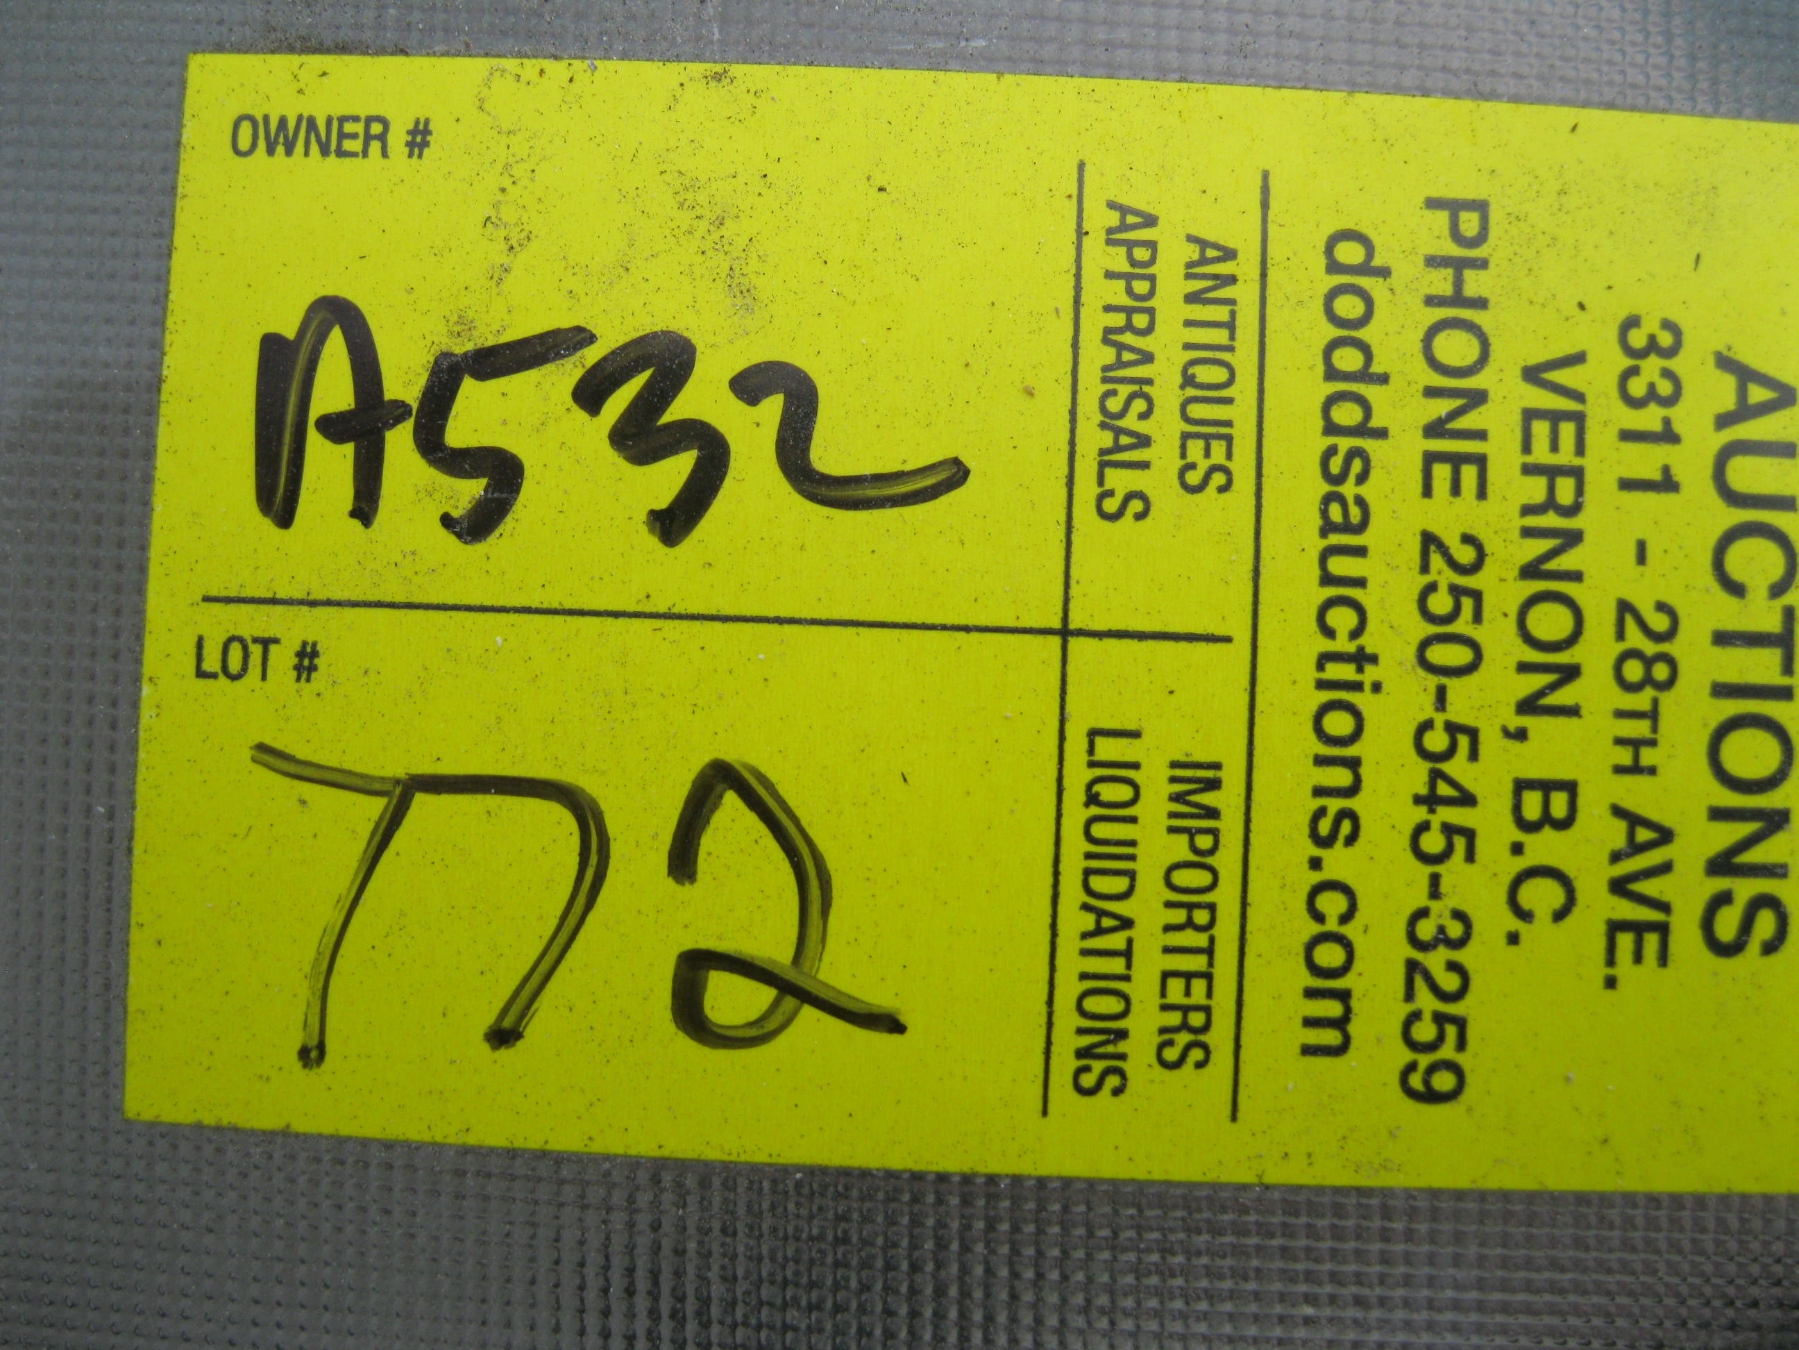 OWNER #
A532
LOT #
772
AUCTIONS
3311 - 28TH AVE.
VERNON, B.C.
PHONE 250-545-3259
doddsauctions.com
ANTIQUES
APPRAISALS
IMPORTERS
LIQUIDATIONS